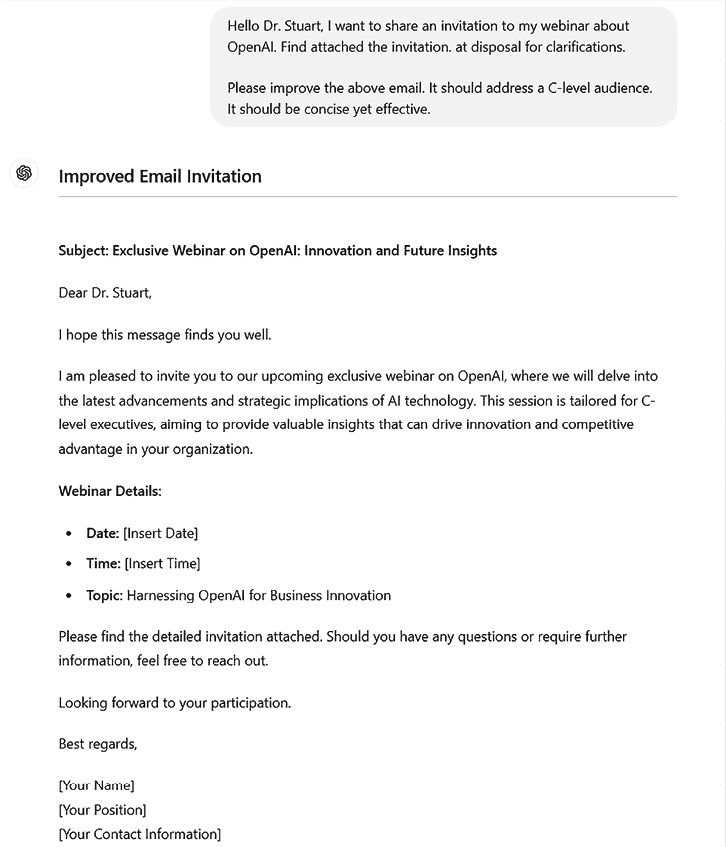 Hello Dr. Stuart, I want to share an invitation to my webinar about
OpenAI. Find attached the invitation. at disposal for clarifications.
Please improve the above email. It should address a C-level audience.
It should be concise yet effective.
Improved Email Invitation
Subject: Exclusive Webinar on OpenAI: Innovation and Future Insights
Dear Dr. Stuart,
I hope this message finds you well.
I am pleased to invite you to our upcoming exclusive webinar on OpenAI, where we will delve into
the latest advancements and strategic implications of AI technology. This session is tailored for C-
level executives, aiming to provide valuable insights that can drive innovation and competitive
advantage in your organization.
Webinar Details:
• Date: [Insert Date]
• Time: [Insert Time]
• Topic: Harnessing OpenAI for Business Innovation
Please find the detailed invitation attached. Should you have any questions or require further
information, feel free to reach out.
Looking forward to your participation.
Best regards,
[Your Name]
[Your Position]
[Your Contact Information]